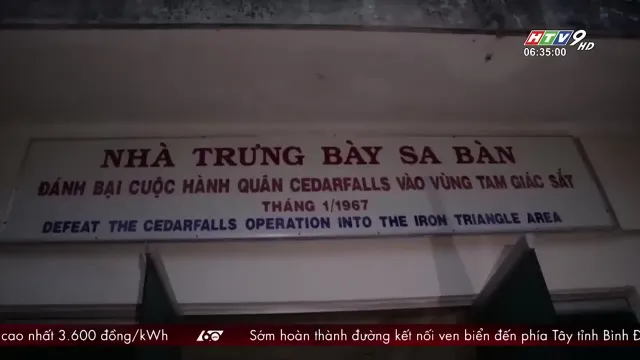 HTV9 HD
06:35:00
NHÀ TRƯNG BÀY SA BÀN
ĐÁNH BẠI CUỘC HÀNH QUÂN CEDARFALLS VÀO VÙNG TAM GIÁC SẮT
THÁNG 1/1967
DEFEAT THE CEDARFALLS OPERATION INTO THE IRON TRIANGLE AREA
cao nhất 3.600 đồng/kWh 60 Sớm hoàn thành đường kết nối ven biển đến phía Tây tỉnh Bình Đ